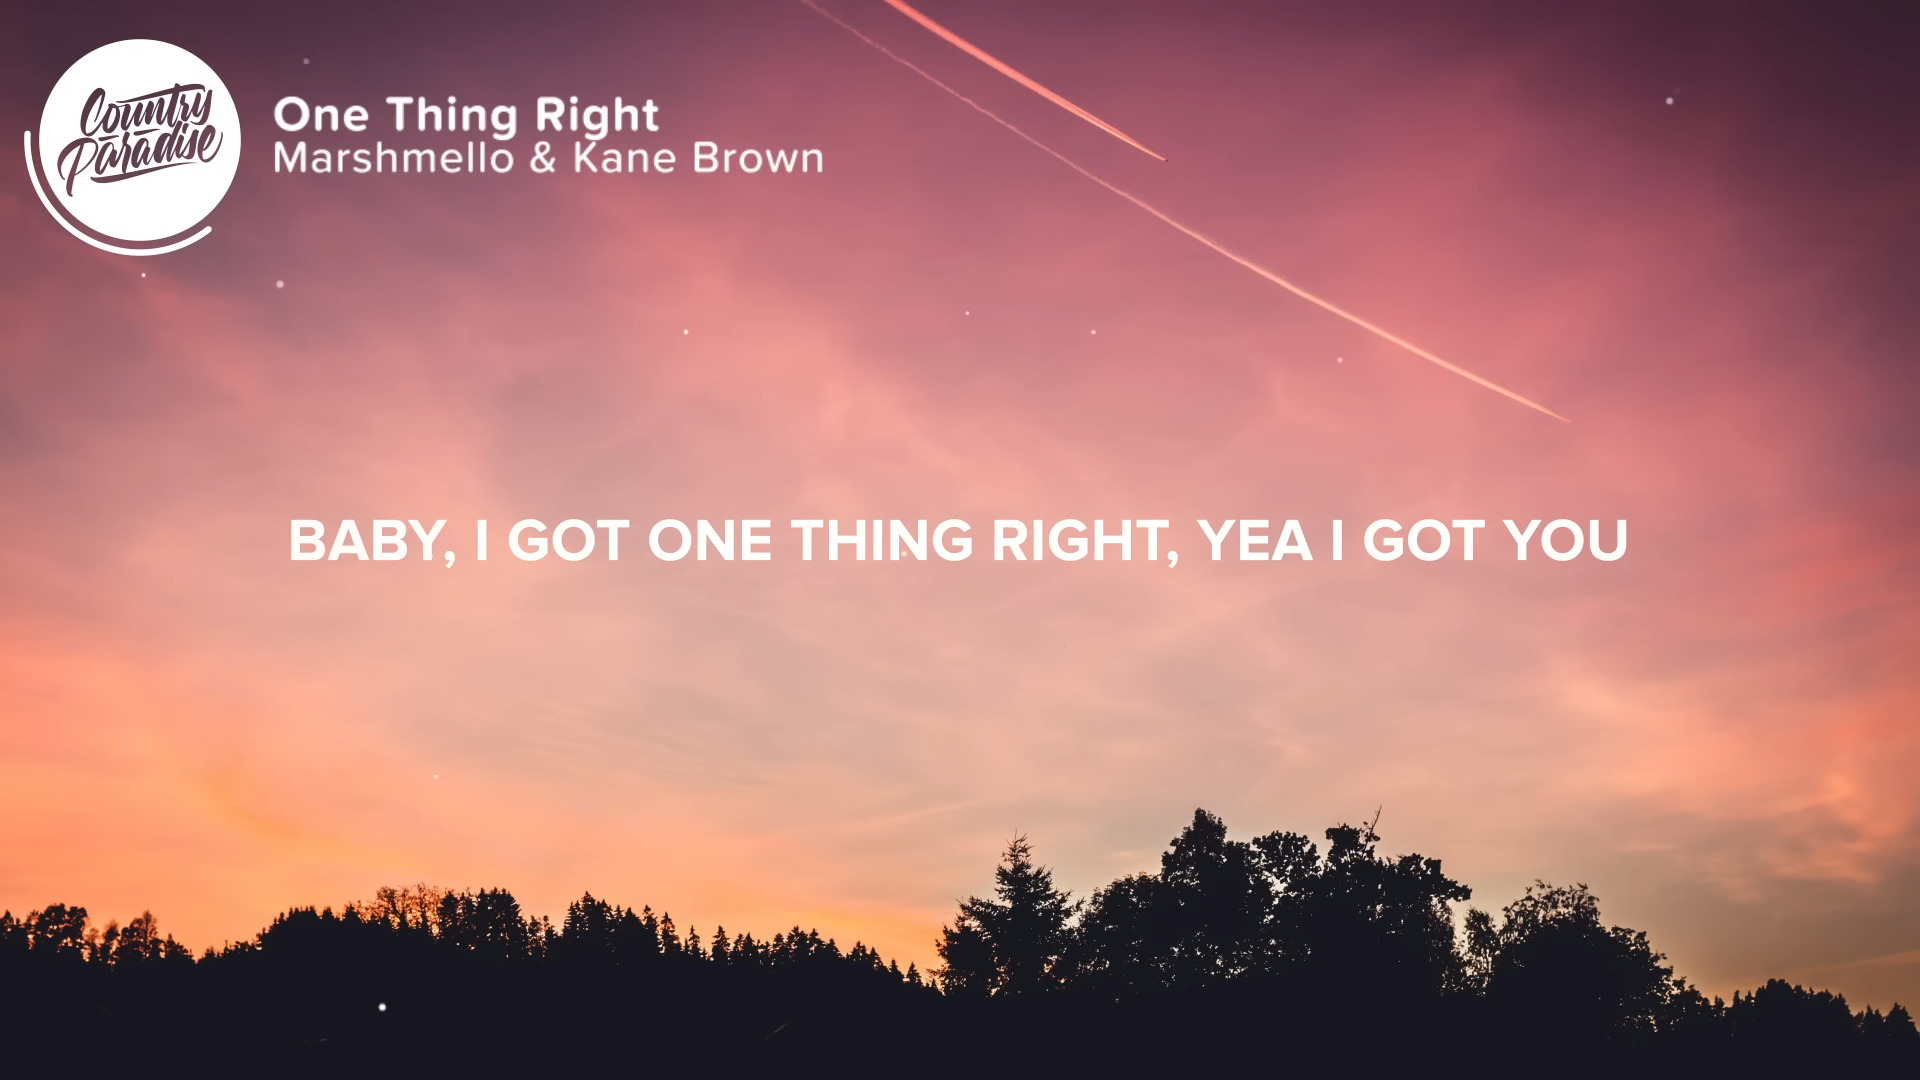 Country
Paradise
One Thing Right
Marshmello & Kane Brown
BABY, I GOT ONE THING RIGHT, YEA I GOT YOU